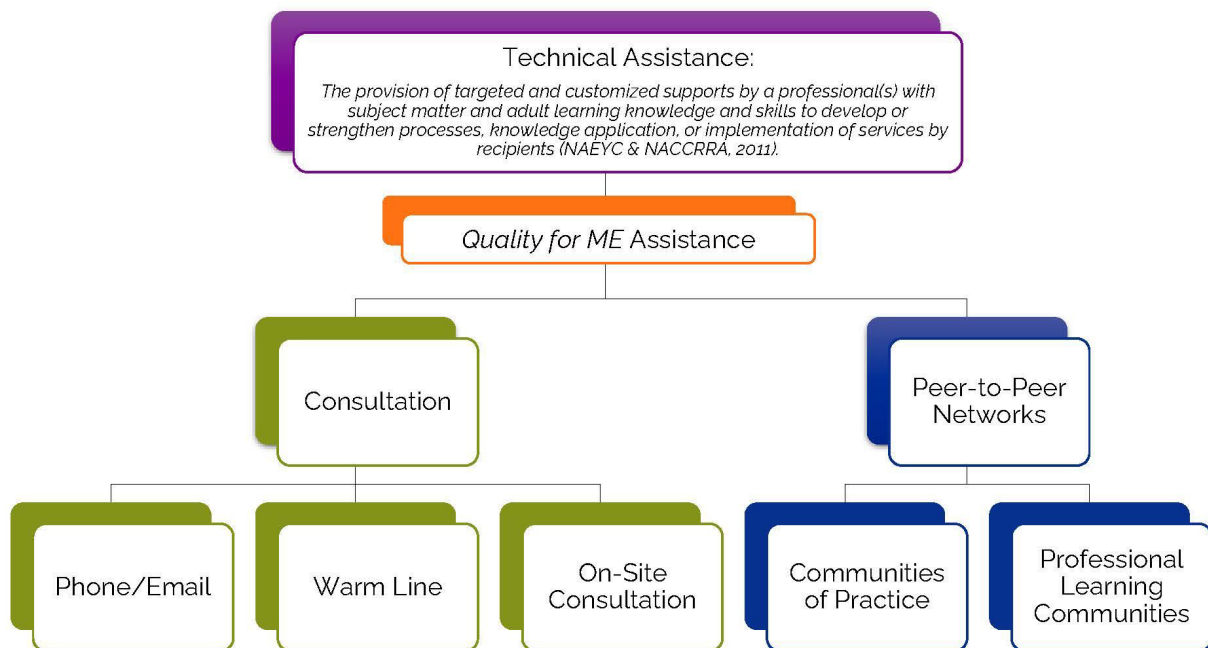 Technical Assistance:
The provision of targeted and customized supports by a professional(s) with
subject matter and adult learning knowledge and skills to develop or
strengthen processes, knowledge application, or implementation of services by
recipients (NAEYC & NACCRRA, 2011).
Quality for ME Assistance
Consultation
Peer-to-Peer
Networks
Phone/Email
Warm Line
On-Site
Consultation
Communities
of Practice
Professional
Learning
Communities